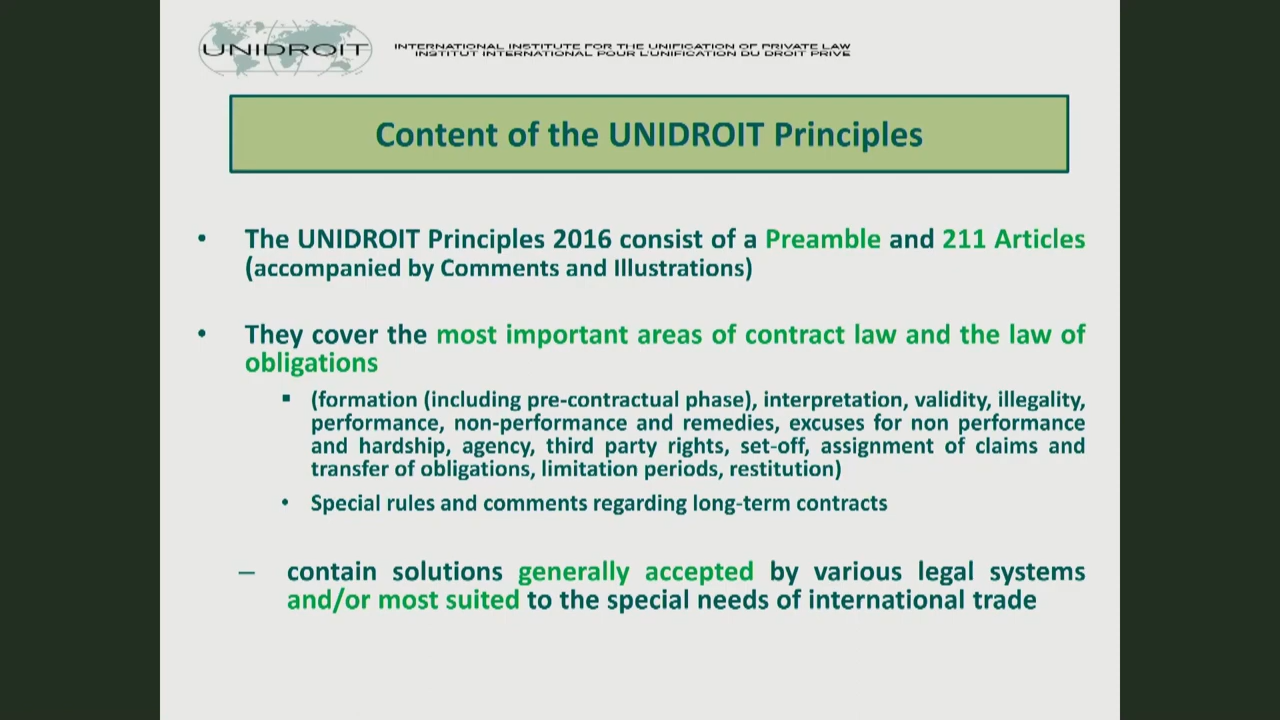 UNIDROIT
INTERNATIONAL INSTITUTE FOR THE UNIFICATION OF PRIVATE LAW
INSTITUT INTERNATIONAL POUR L'UNIFICATION DU DROIT PRIVE
Content of the UNIDROIT Principles
• The UNIDROIT Principles 2016 consist of a Preamble and 211 Articles
(accompanied by Comments and Illustrations)
• They cover the most important areas of contract law and the law of
obligations
▪ (formation (including pre-contractual phase), interpretation, validity, illegality,
performance, non-performance and remedies, excuses for non performance
and hardship, agency, third party rights, set-off, assignment of claims and
transfer of obligations, limitation periods, restitution)
• Special rules and comments regarding long-term contracts
– contain solutions generally accepted by various legal systems
and/or most suited to the special needs of international trade